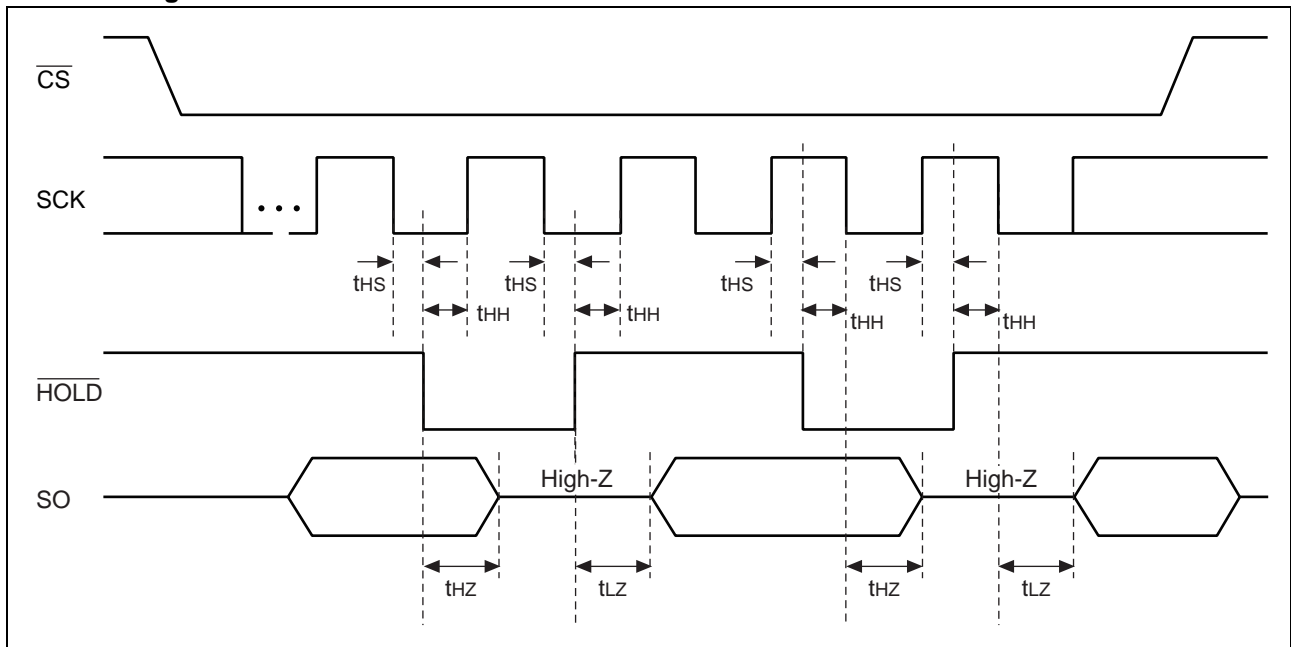 CS
SCK
...
tHS tHS tHS tHS
tHH tHH tHH tHH
HOLD
High-Z High-Z
SO
tHZ tLZ tHZ tLZ